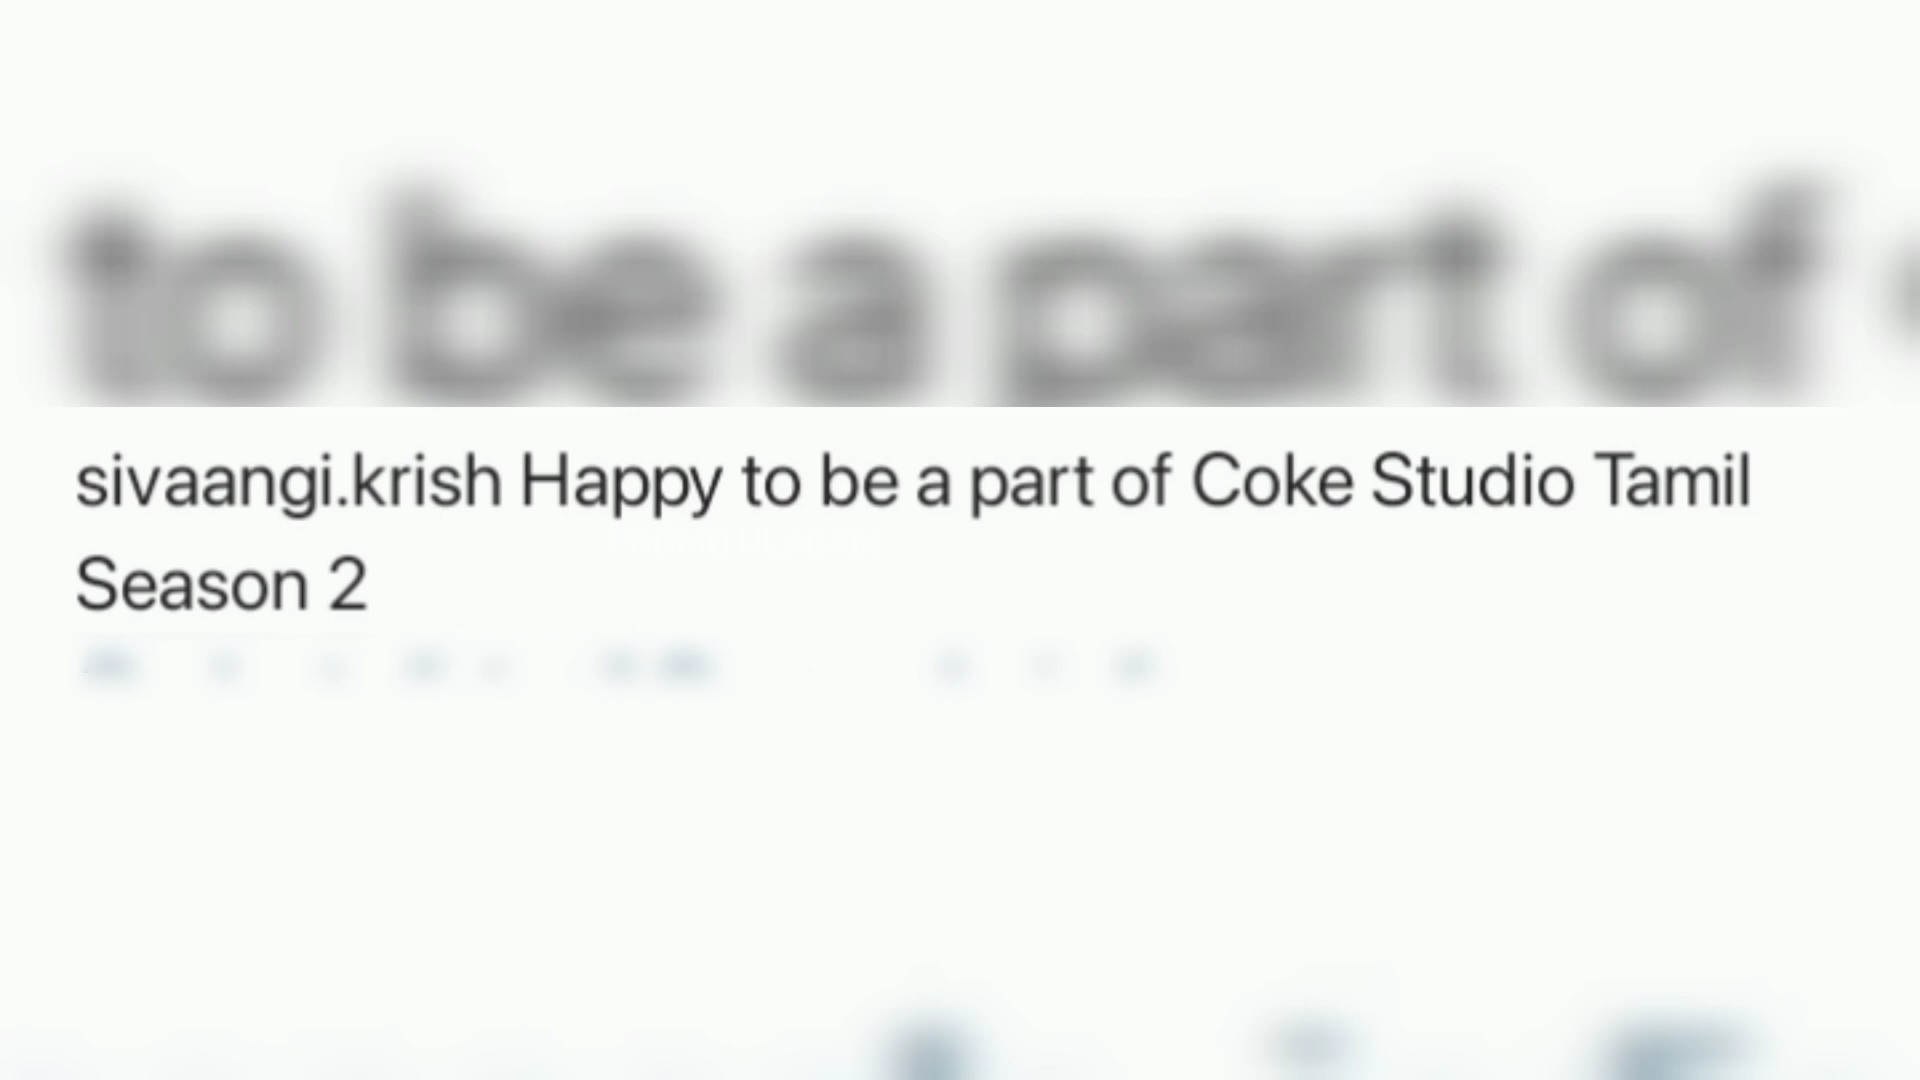 to be a part of
sivaangi.krish Happy to be a part of Coke Studio Tamil
Season 2